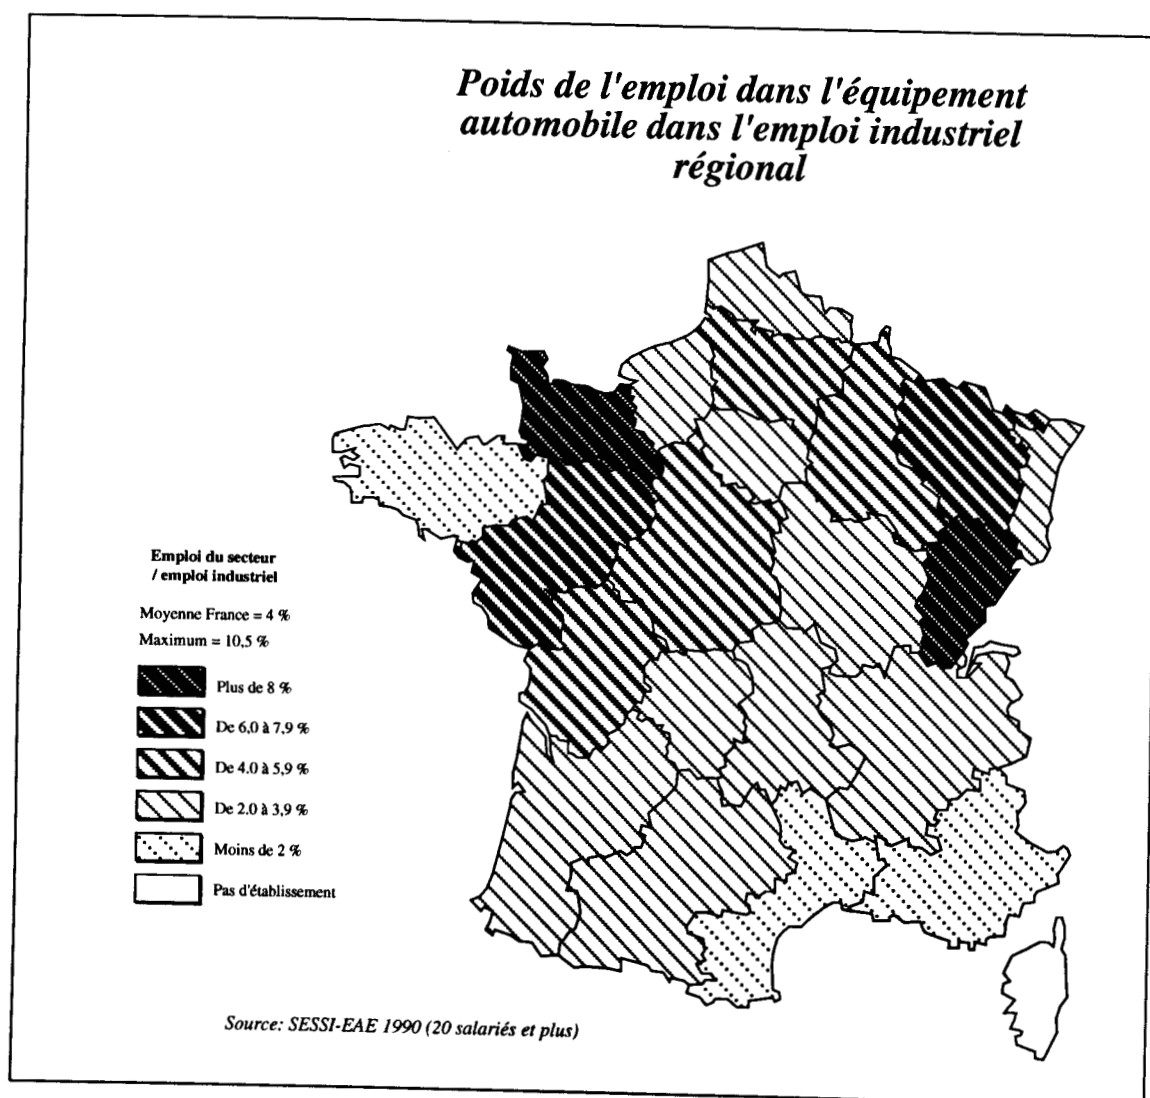 Poids de l'emploi dans l'équipement
automobile dans l'emploi industriel
régional
Emploi du secteur
/ emploi industriel
Moyenne France = 4 %
Maximum = 10,5 %
Plus de 8 %
De 6,0 à 7,9 %
De 4.0 à 5,9 %
De 2.0 à 3,9 %
Moins de 2 %
Pas d'établissement
Source: SESSI-EAE 1990 (20 salariés et plus)